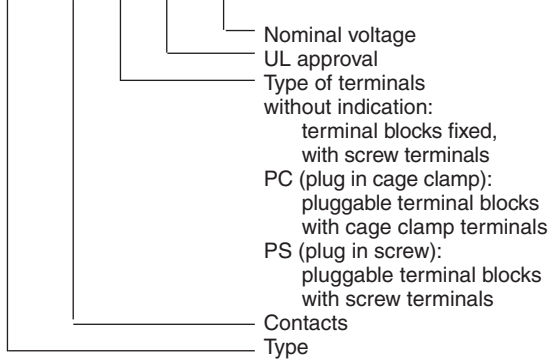 Nominal voltage
UL approval
Type of terminals
without indication:
terminal blocks fixed,
with screw terminals
PC (plug in cage clamp):
pluggable terminal blocks
with cage clamp terminals
PS (plug in screw):
pluggable terminal blocks
with screw terminals
Contacts
Type